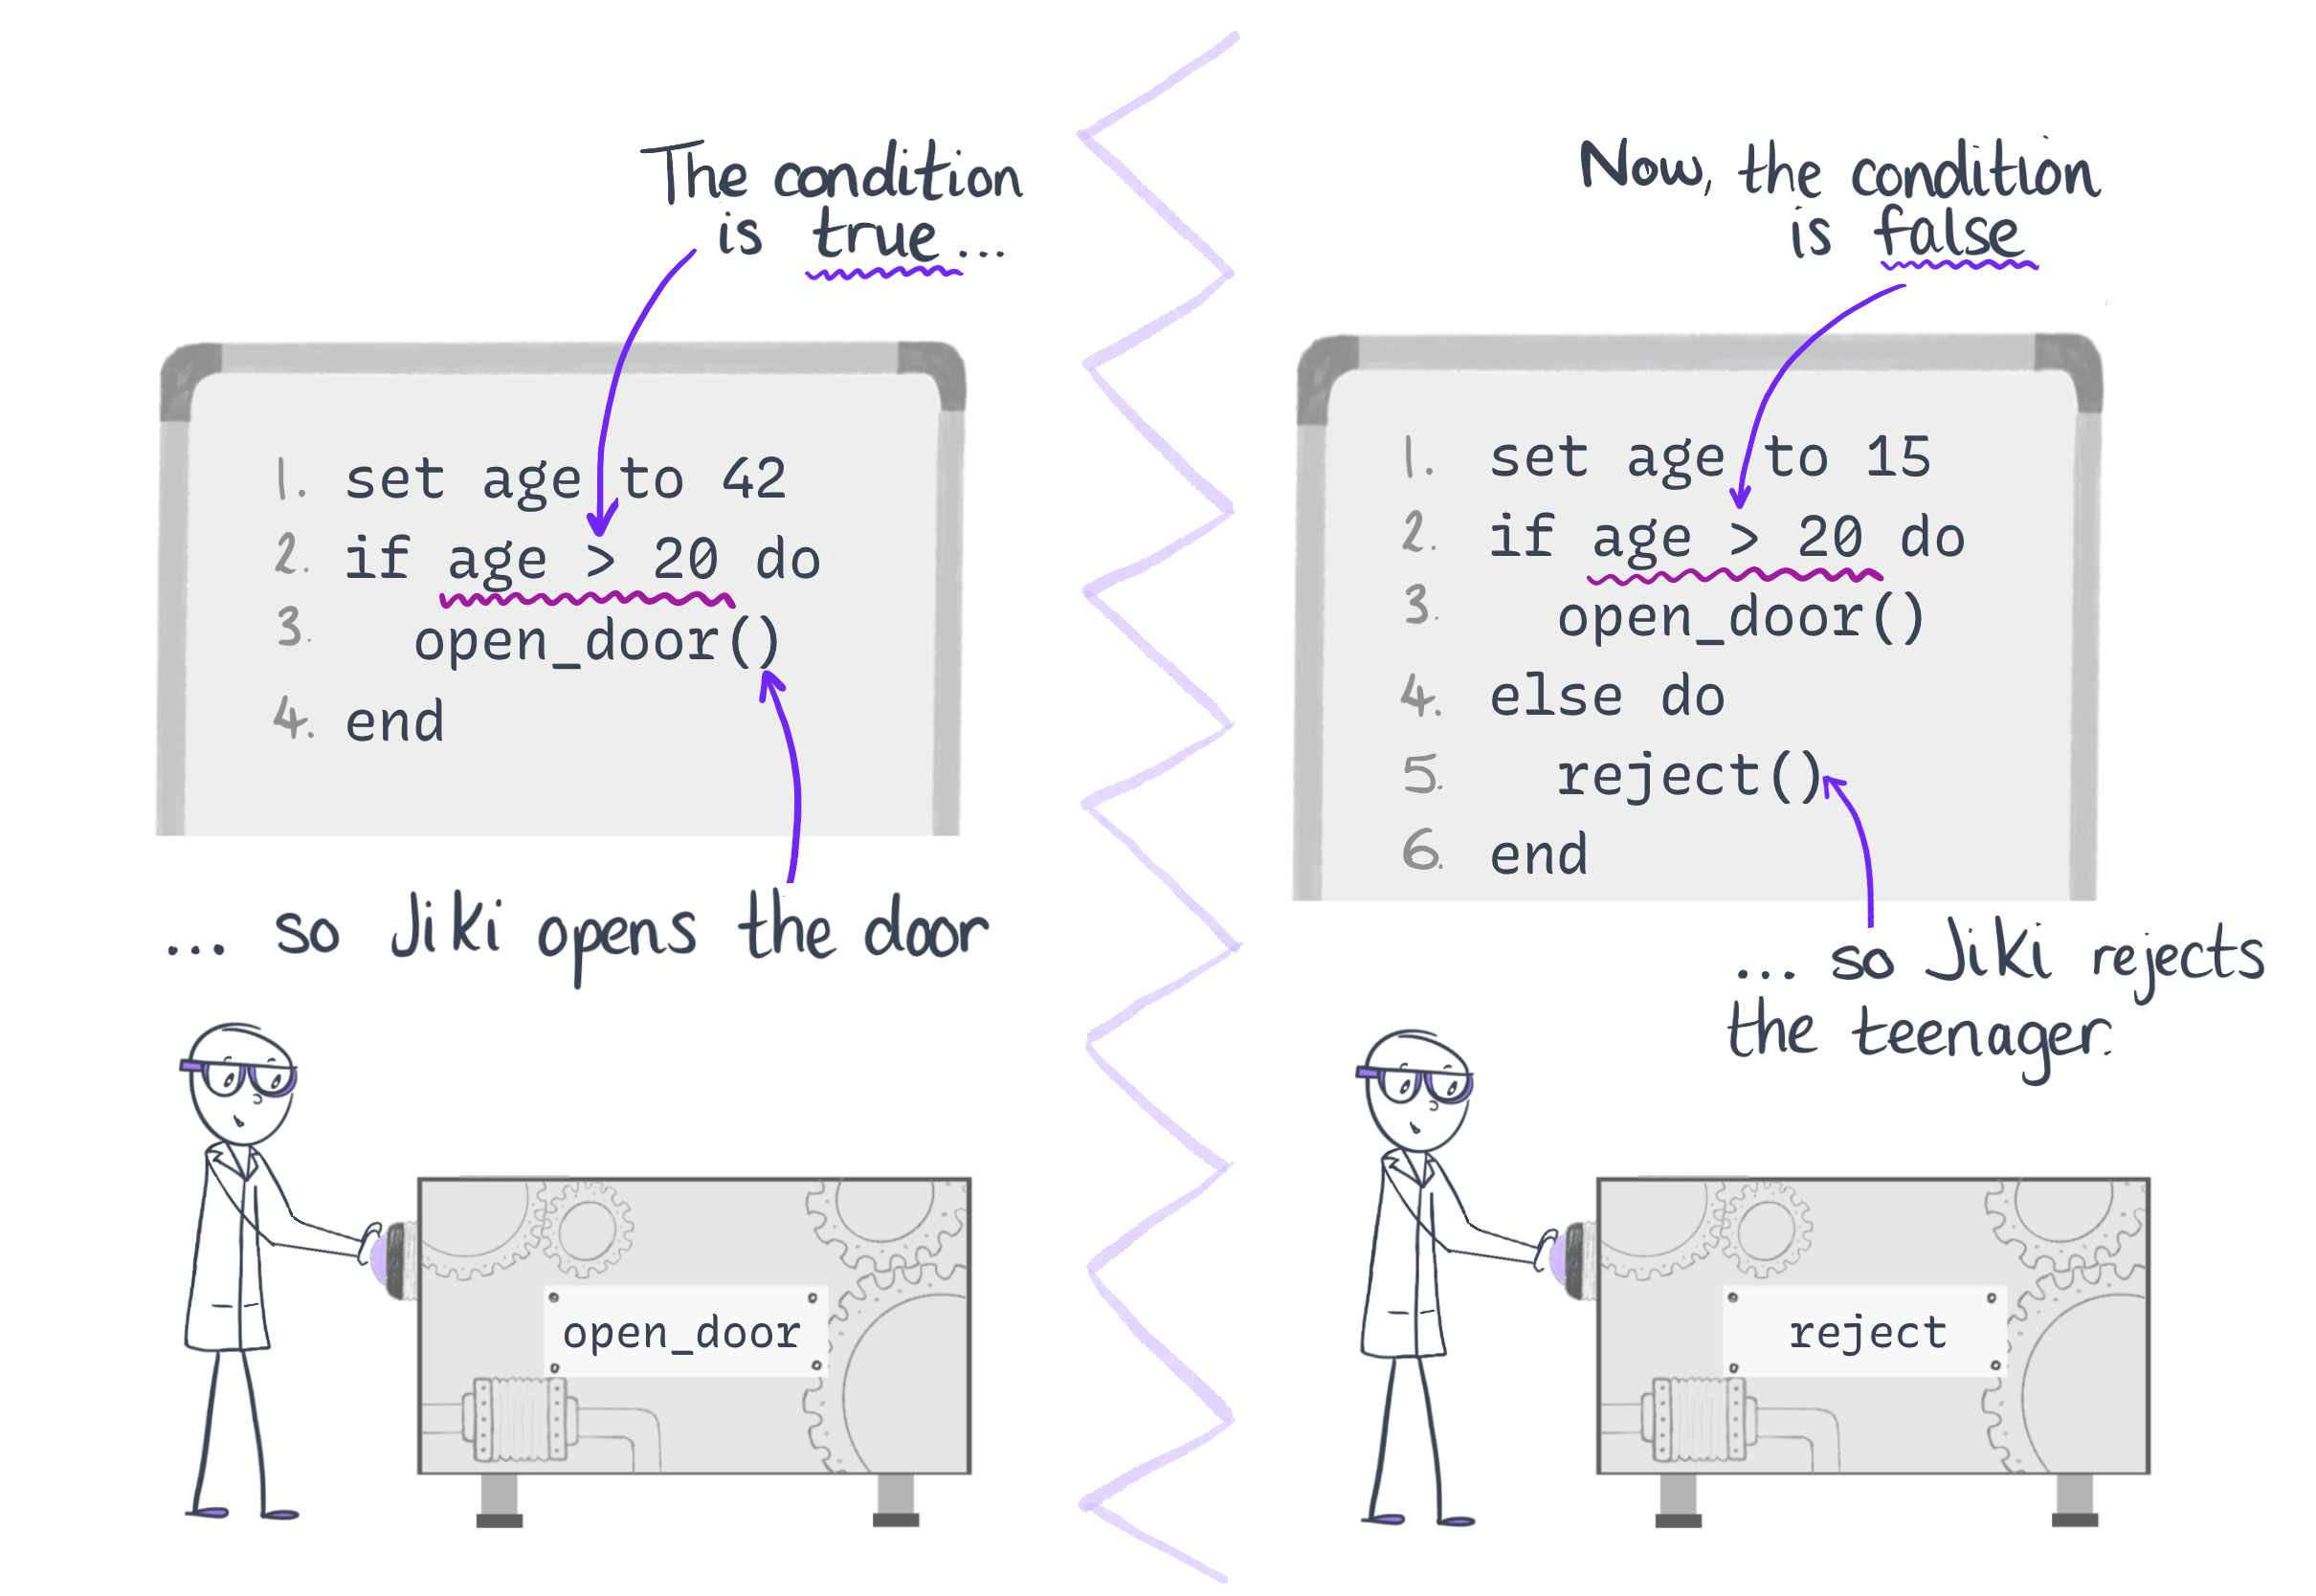 The condition
is true...
1. set age to 42
2. if age > 20 do
3. open_door()
4. end
... so Jiki opens the door
open_door
Now, the condition
is false
1. set age to 15
2. if age > 20 do
3. open_door()
4. else do
5. reject()
6. end
... so Jiki rejects
the teenager.
reject